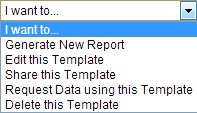 I want to...
I want to...
Generate New Report
Edit this Template
Share this Template
Request Data using this Template
Delete this Template